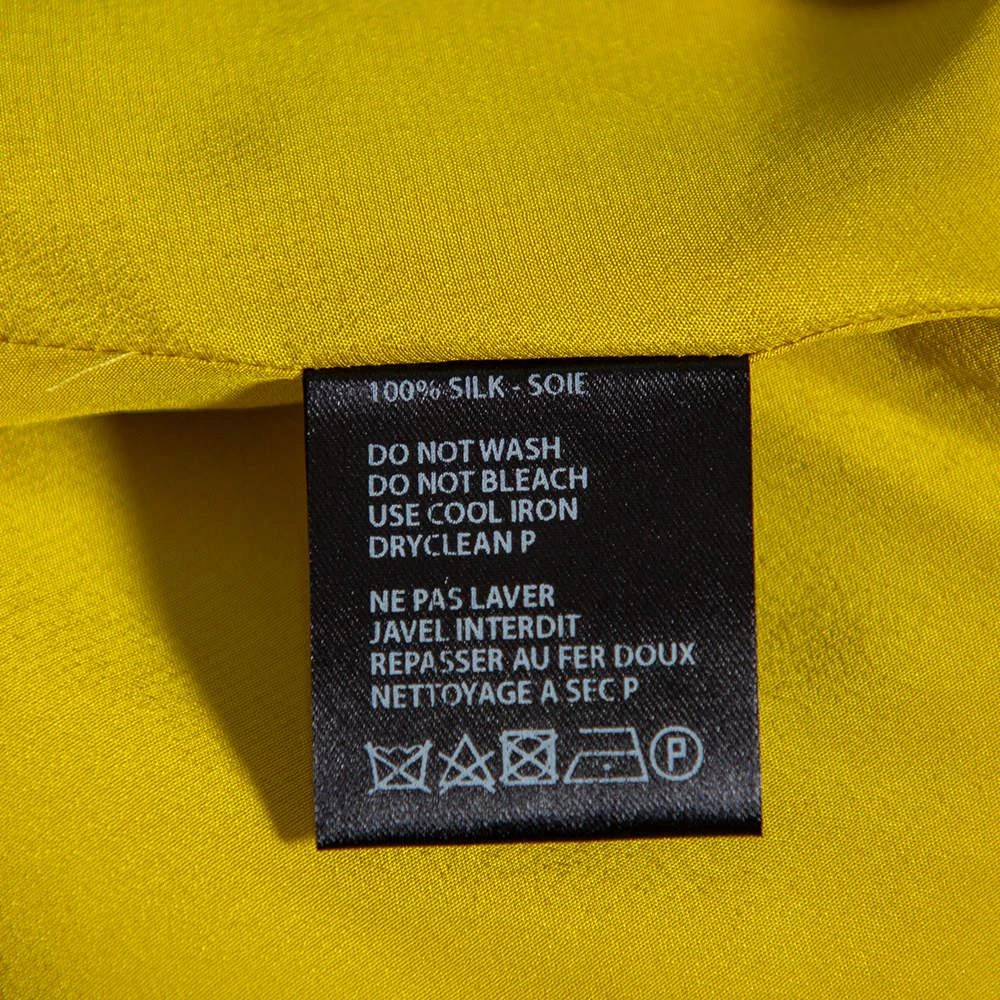 100% SILK - SOIE
DO NOT WASH
DO NOT BLEACH
USE COOL IRON
DRYCLEAN P
NE PAS LAVER
JAVEL INTERDIT
REPASSER AU FER DOUX
NETTOYAGE A SEC P
P